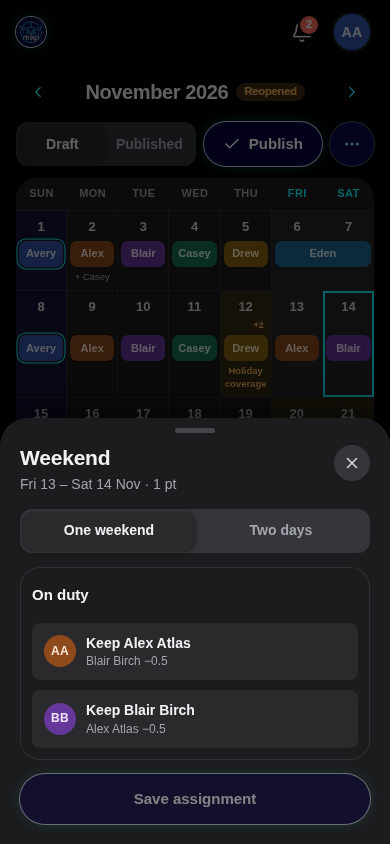 miko
2
AA
November 2026 Reopened
Draft Published Publish
SUN MON TUE WED THU FRI SAT
1 2 3 4 5 6 7
Avery Alex Blair Casey Drew Eden
+ Casey
8 9 10 11 12 13 14
+2
Avery Alex Blair Casey Drew Alex Blair
Holiday
coverage
15 16 17 18 19 20 21
Weekend
Fri 13 – Sat 14 Nov · 1 pt
One weekend Two days
On duty
AA
Keep Alex Atlas
Blair Birch −0.5
BB
Keep Blair Birch
Alex Atlas −0.5
Save assignment